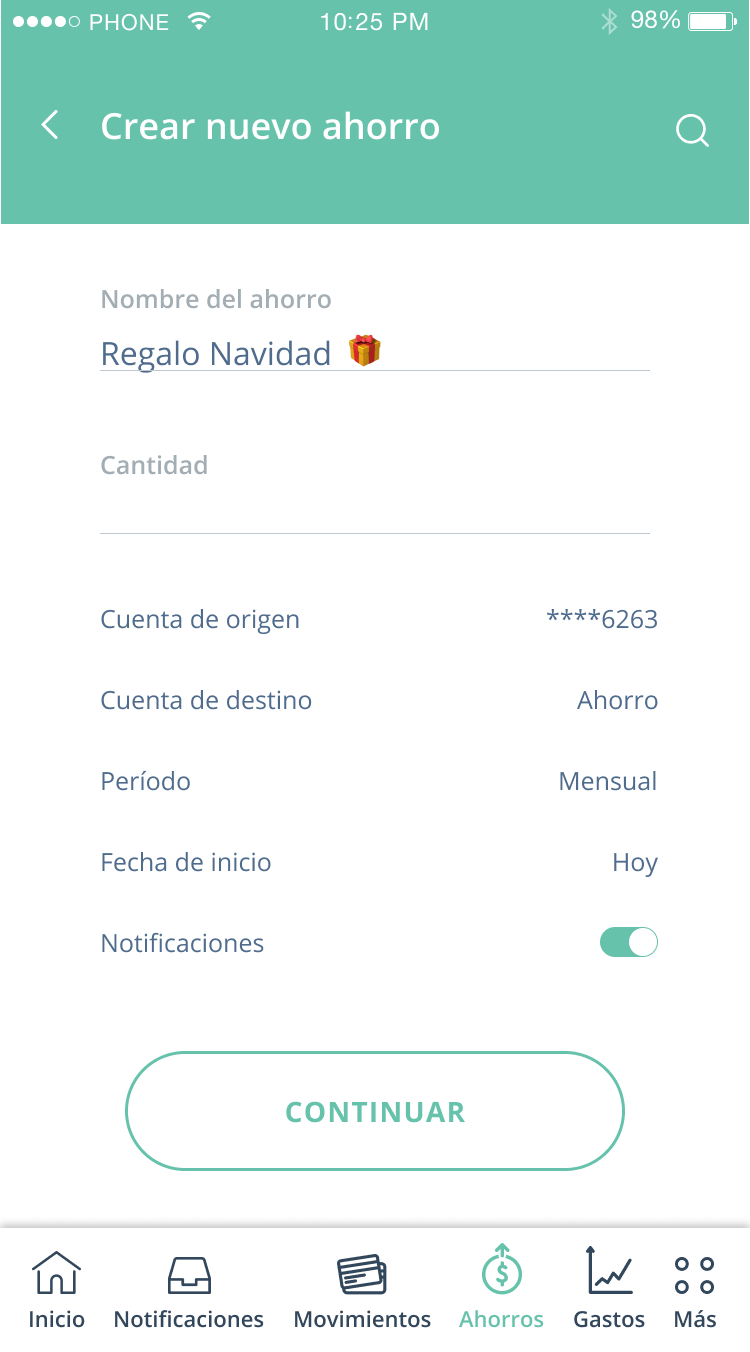 PHONE 10:25 PM 98%
Crear nuevo ahorro
Nombre del ahorro
Regalo Navidad 🎁
Cantidad
Cuenta de origen ****6263
Cuenta de destino Ahorro
Período Mensual
Fecha de inicio Hoy
Notificaciones
CONTINUAR
Inicio Notificaciones Movimientos Ahorros Gastos Más